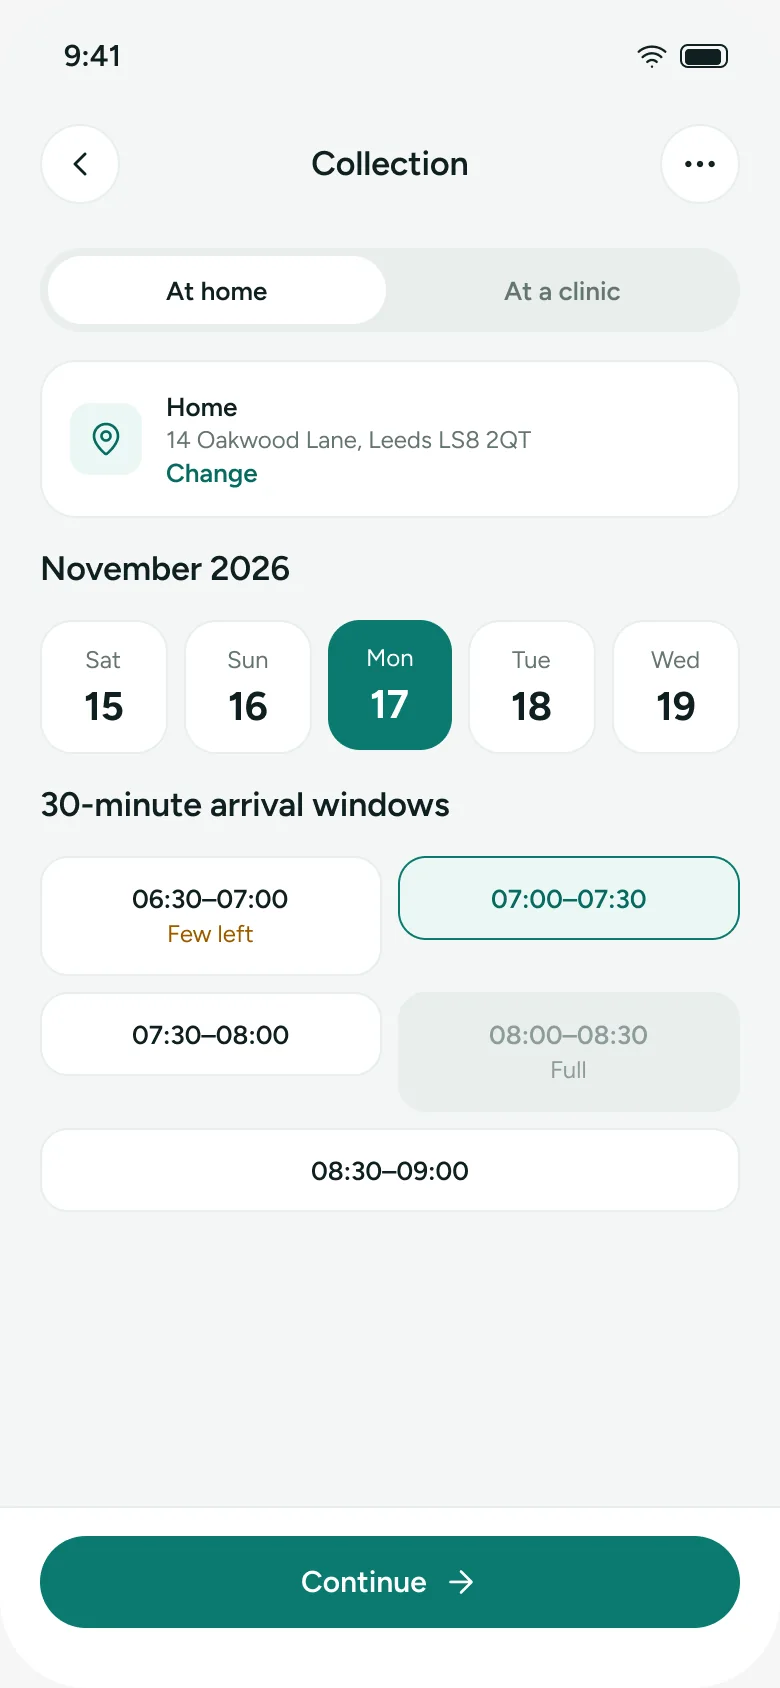 9:41
Collection
At home
At a clinic
Home
14 Oakwood Lane, Leeds LS8 2QT
Change
November 2026
Sat
15
Sun
16
Mon
17
Tue
18
Wed
19
30-minute arrival windows
06:30–07:00
Few left
07:00–07:30
07:30–08:00
08:00–08:30
Full
08:30–09:00
Continue →